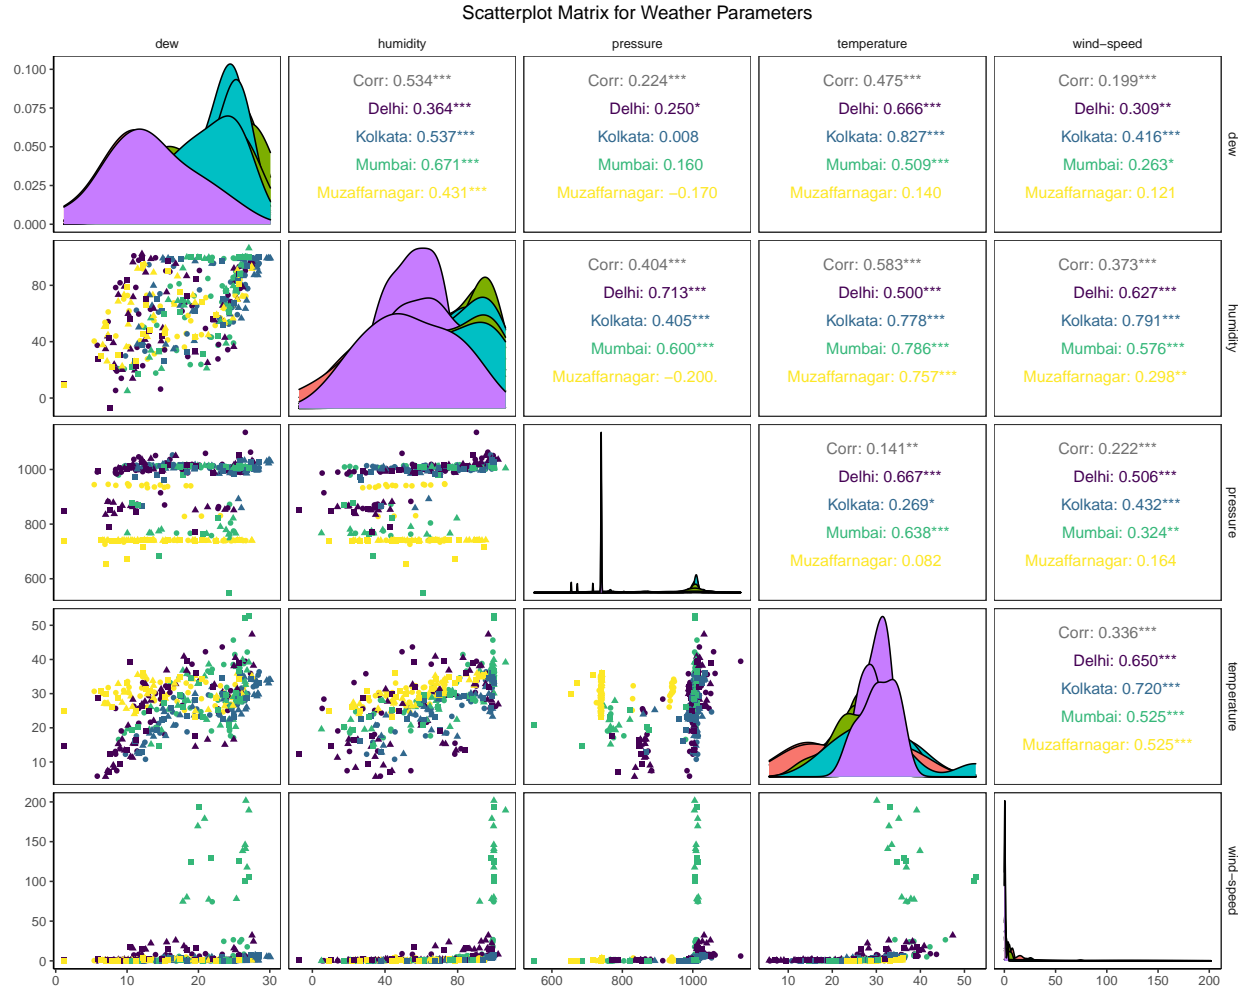 Scatterplot Matrix for Weather Parameters
dew humidity pressure temperature wind−speed
0.100
0.075
0.050
0.025
0.000
Corr: 0.534***
Delhi: 0.364***
Kolkata: 0.537***
Mumbai: 0.671***
Muzaffarnagar: 0.431***
Corr: 0.224***
Delhi: 0.250*
Kolkata: 0.008
Mumbai: 0.160
Muzaffarnagar: −0.170
Corr: 0.475***
Delhi: 0.666***
Kolkata: 0.827***
Mumbai: 0.509***
Muzaffarnagar: 0.140
Corr: 0.199***
Delhi: 0.309**
Kolkata: 0.416***
Mumbai: 0.263*
Muzaffarnagar: 0.121
dew
80
40
0
Corr: 0.404***
Delhi: 0.713***
Kolkata: 0.405***
Mumbai: 0.600***
Muzaffarnagar: −0.200.
Corr: 0.583***
Delhi: 0.500***
Kolkata: 0.778***
Mumbai: 0.786***
Muzaffarnagar: 0.757***
Corr: 0.373***
Delhi: 0.627***
Kolkata: 0.791***
Mumbai: 0.576***
Muzaffarnagar: 0.298**
humidity
1000
800
600
Corr: 0.141**
Delhi: 0.667***
Kolkata: 0.269*
Mumbai: 0.638***
Muzaffarnagar: 0.082
Corr: 0.222***
Delhi: 0.506***
Kolkata: 0.432***
Mumbai: 0.324**
Muzaffarnagar: 0.164
pressure
50
40
30
20
10
Corr: 0.336***
Delhi: 0.650***
Kolkata: 0.720***
Mumbai: 0.525***
Muzaffarnagar: 0.525***
temperature
200
150
100
50
0
wind−speed
0 10 20 30 0 40 80 600 800 1000 10 20 30 40 50 0 50 100 150 200